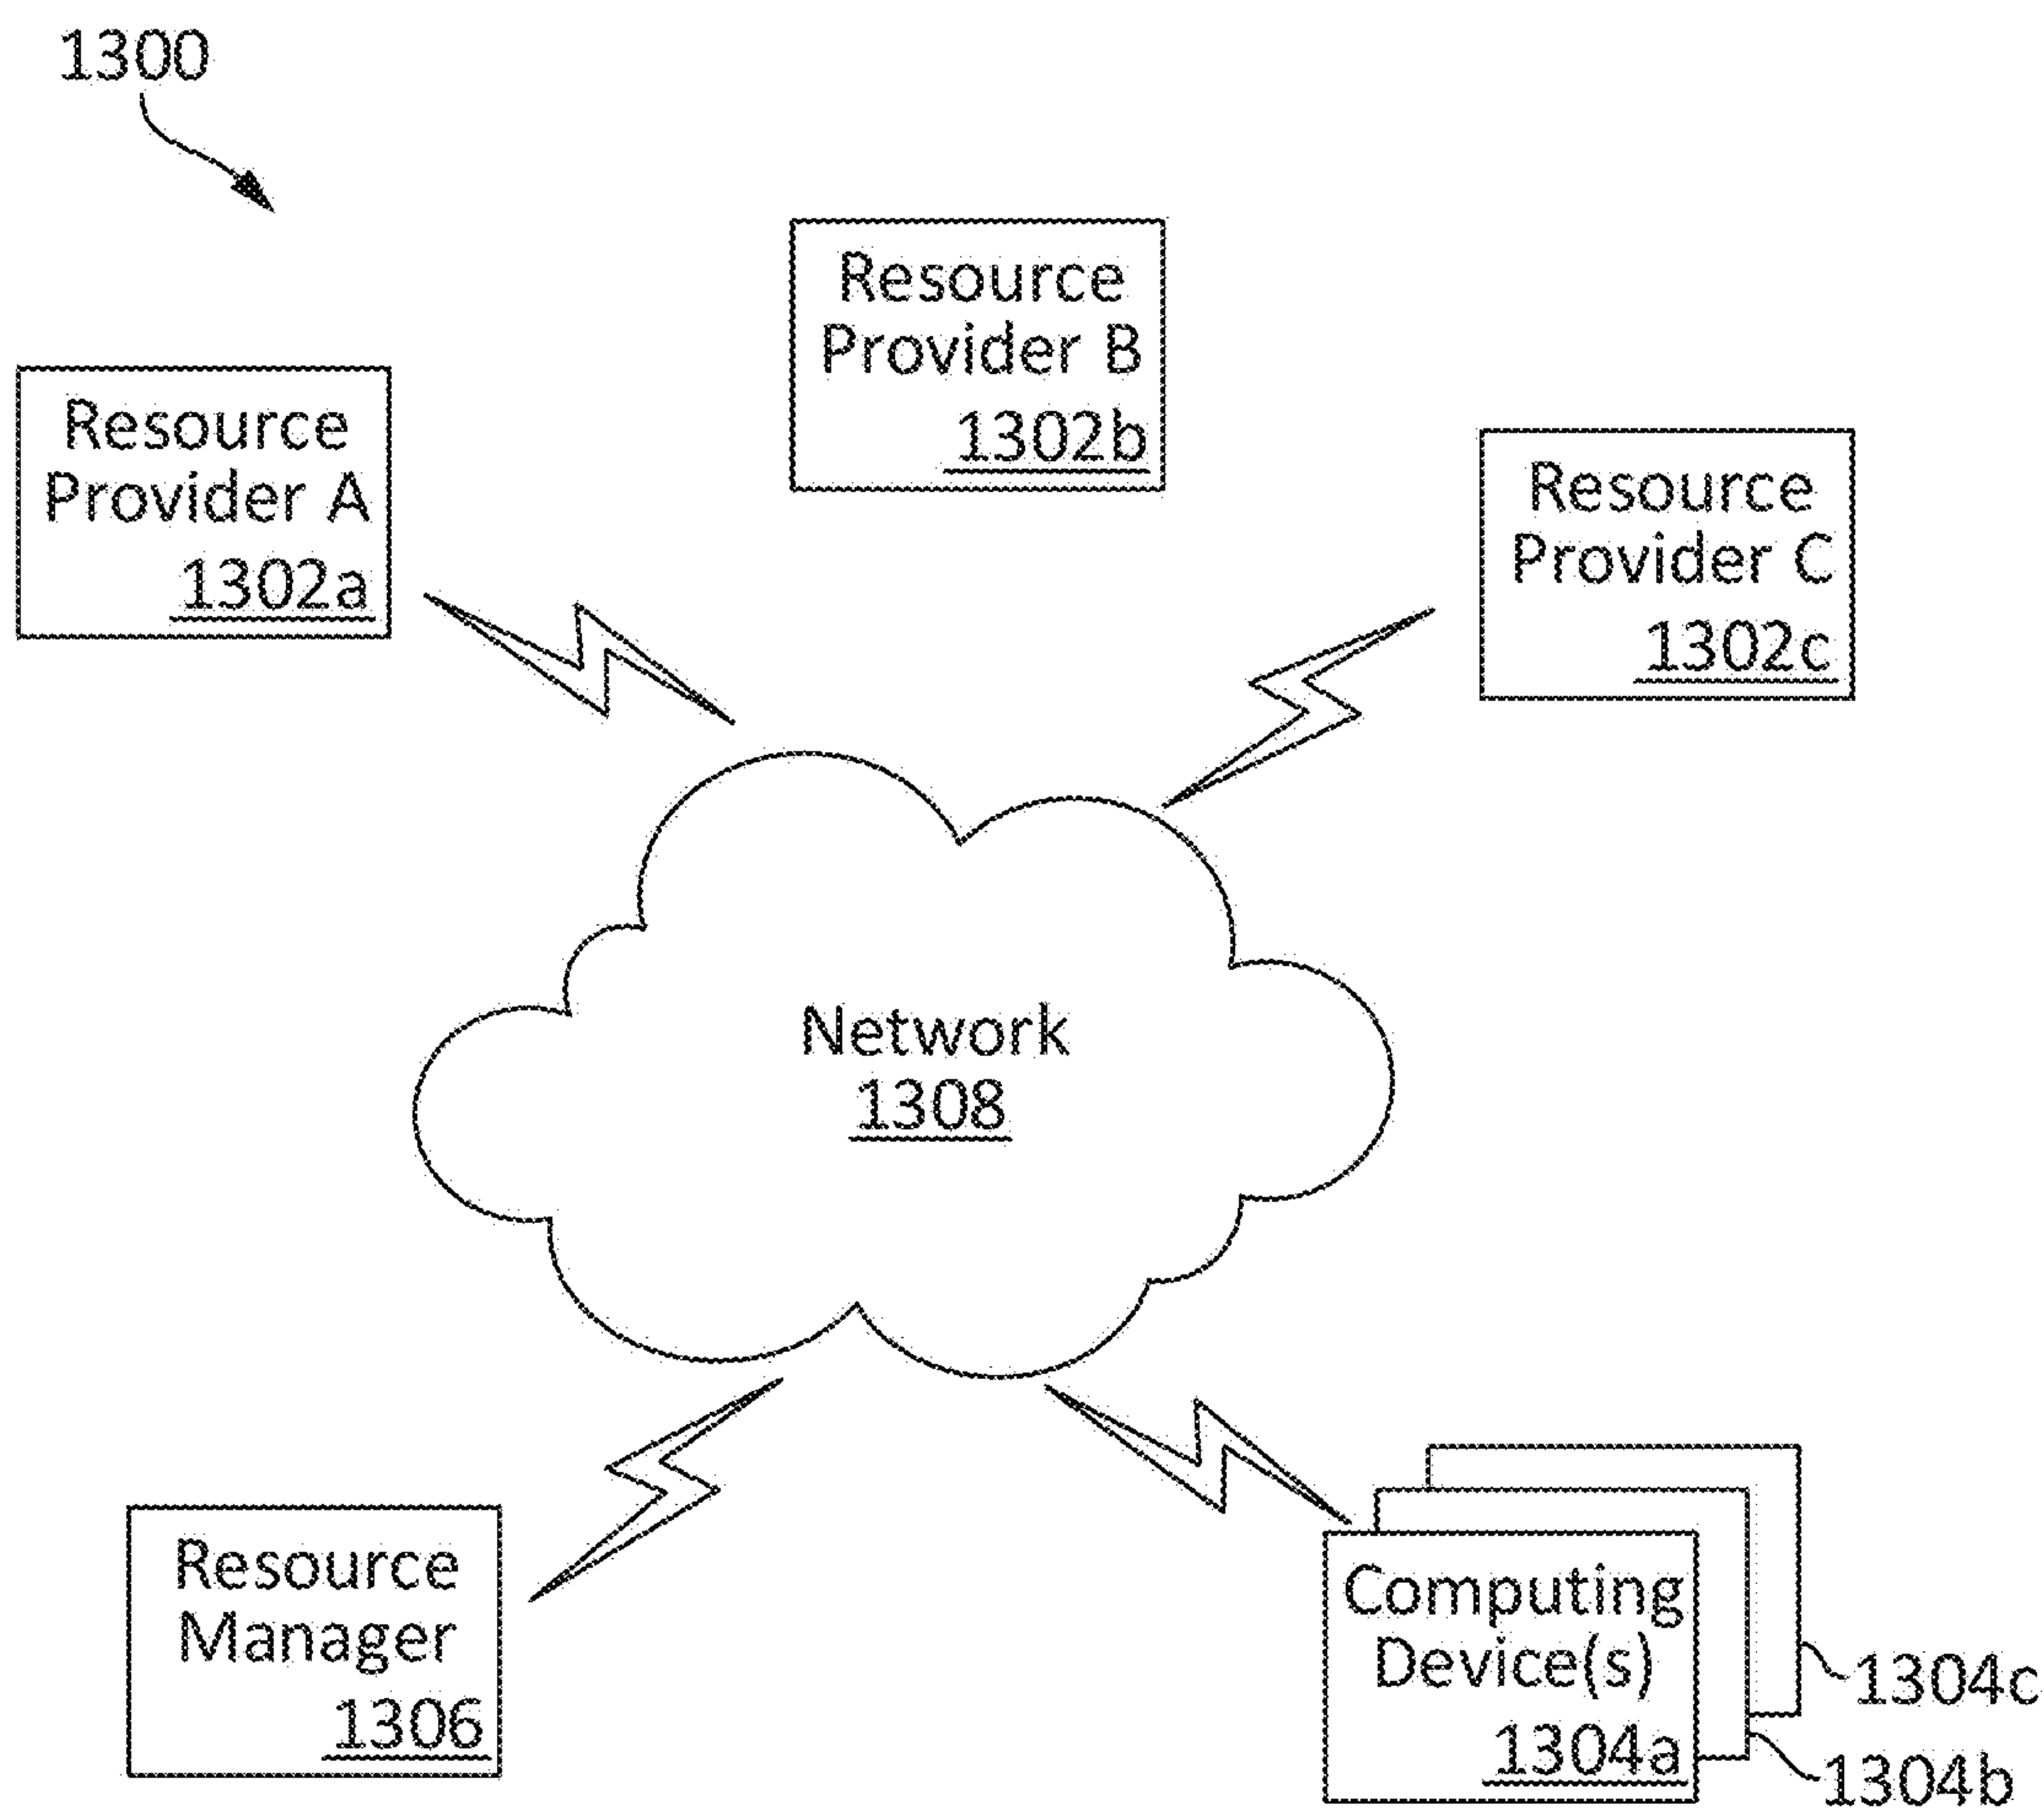 1300
Resource
Provider B
1302b
Resource
Provider A
1302a
Resource
Provider C
1302c
Network
1308
Resource
Manager
1306
Computing
Device(s)
1304a
1304c
1304b